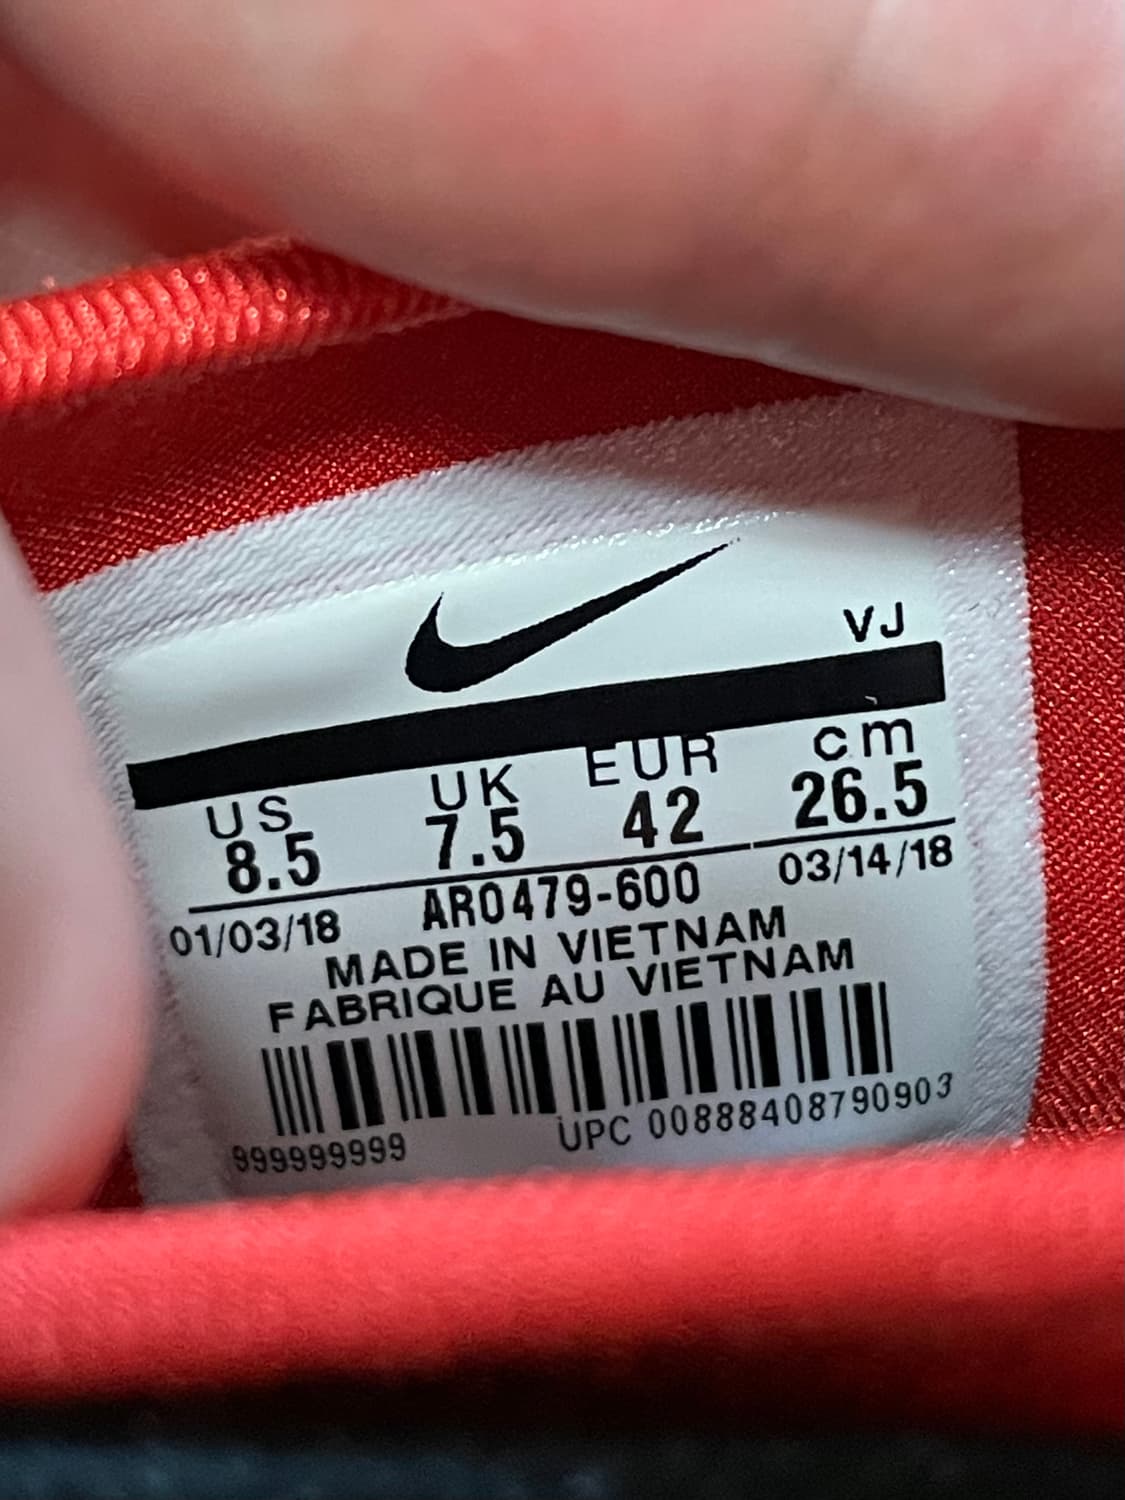 VJ
US UK EUR cm
8.5 7.5 42 26.5
01/03/18 AR0479-600 03/14/18
MADE IN VIETNAM
FABRIQUE AU VIETNAM
999999999 UPC 00888408790903